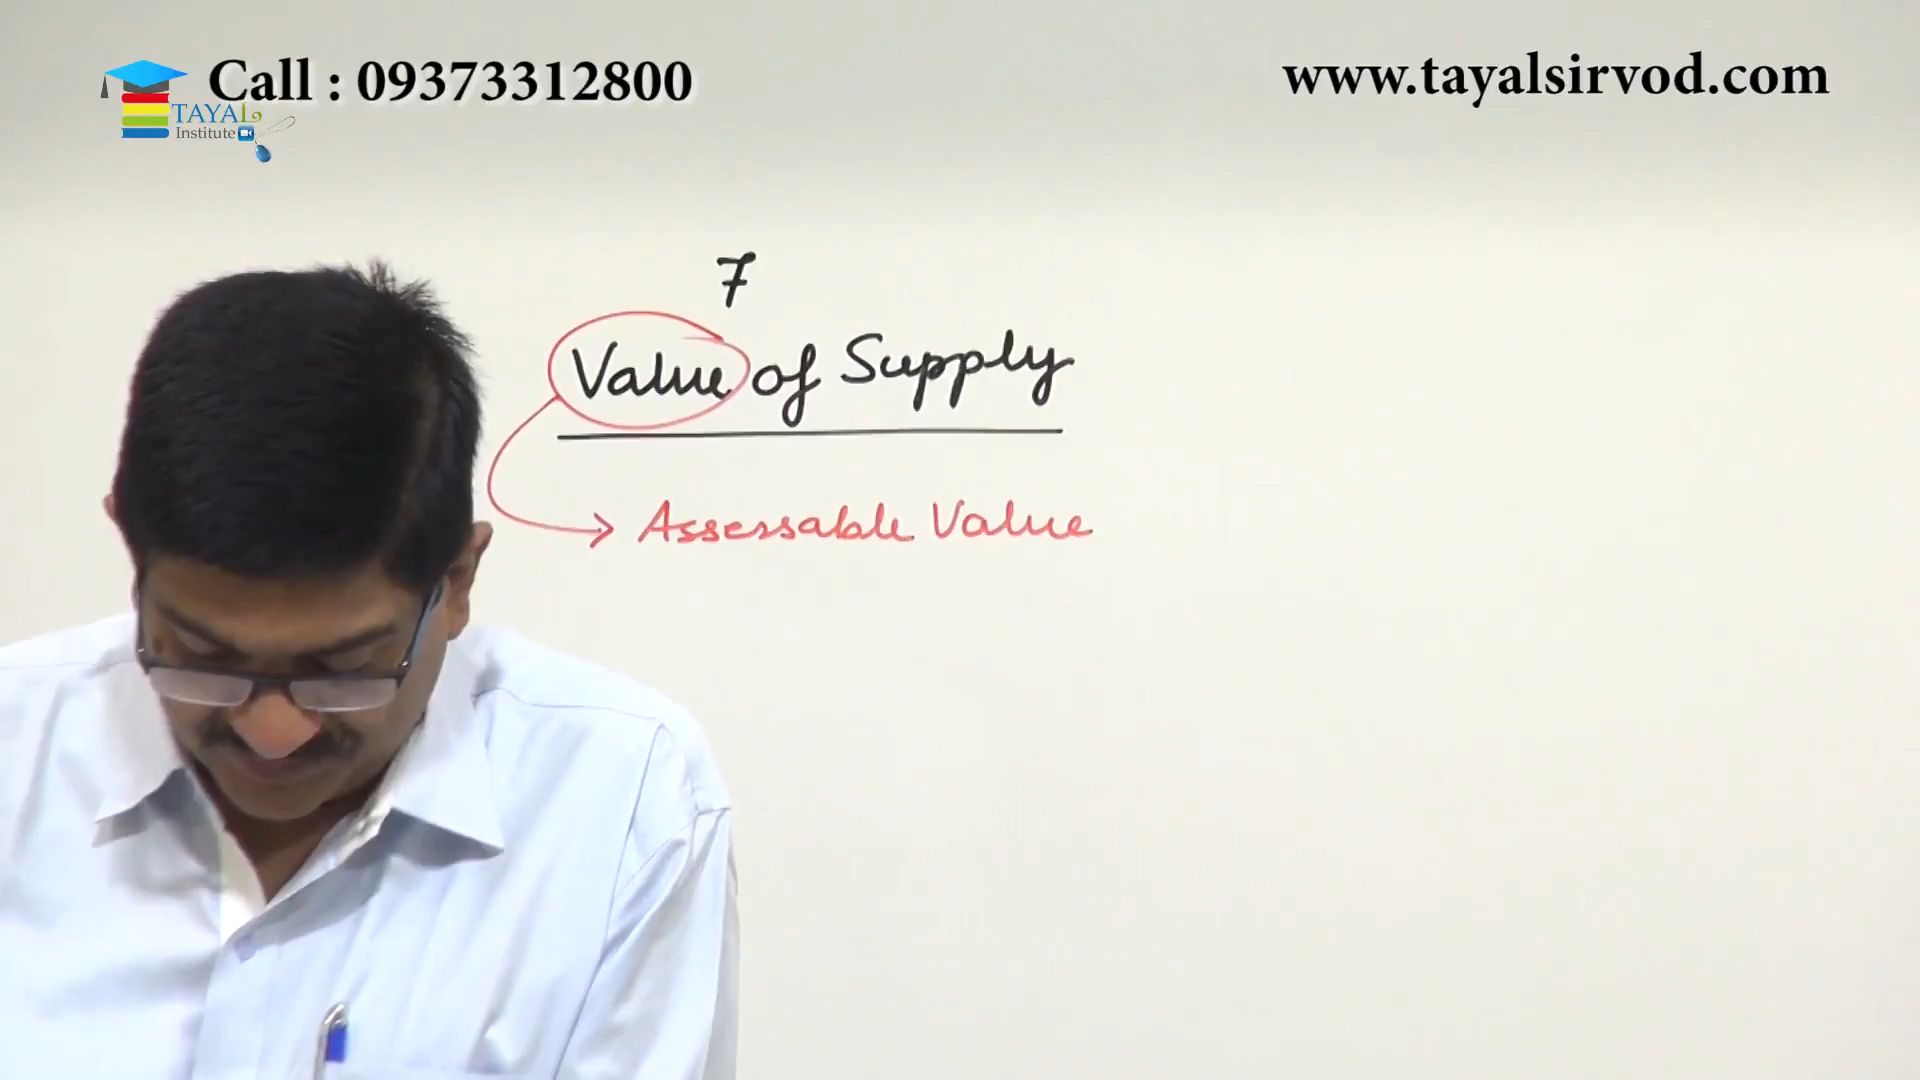 Call : 09373312800
www.tayalsirvod.com
TAYAL
Institute
7
Value of Supply
Assessable Value